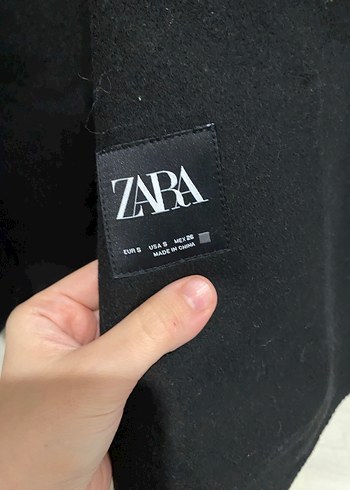 ZARA
EUR S USA S MEX 26
MADE IN CHINA